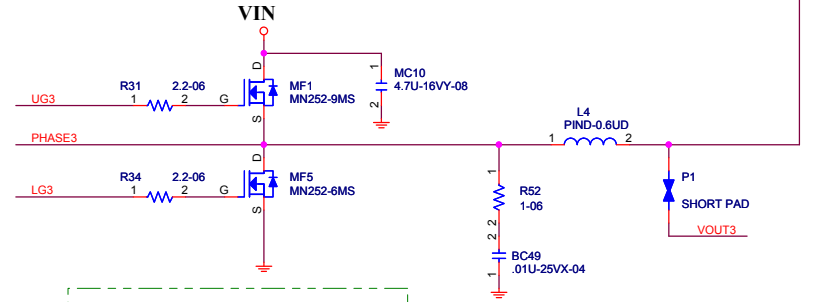 VIN
D
1
MC10
4.7U-16VY-08
2
R31 2.2-06
UG3 1 2 G
MF1
MN252-9MS
S
PHASE3
L4
PIND-0.6UD
1 2
D
R34 2.2-06
LG3 1 2 G
MF5
MN252-6MS
S
1
R52
1-06
2
2
BC49
.01U-25VX-04
1
P1
SHORT PAD
VOUT3